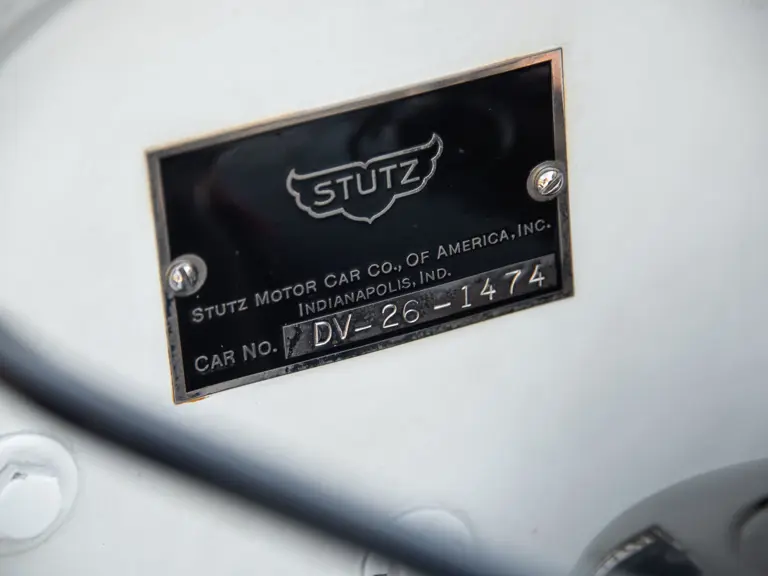 STUTZ
STUTZ MOTOR CAR CO., OF AMERICA, INC.
INDIANAPOLIS, IND.
CAR NO. DV-26-1474